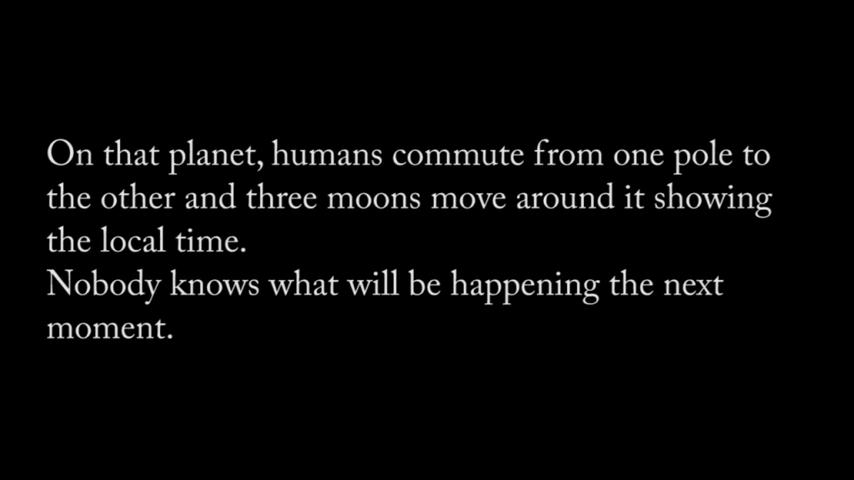 On that planet, humans commute from one pole to
the other and three moons move around it showing
the local time.
Nobody knows what will be happening the next
moment.